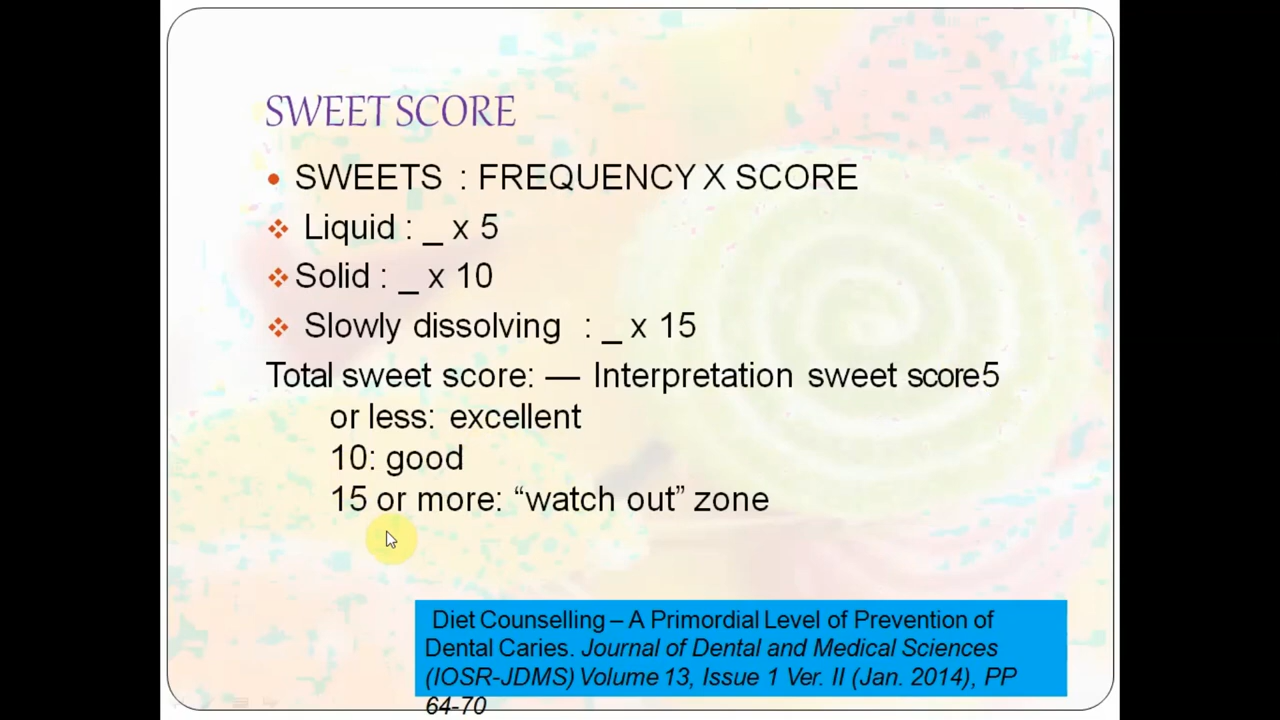 SWEET SCORE
SWEETS : FREQUENCY X SCORE
Liquid : _ x 5
Solid : _ x 10
Slowly dissolving : _ x 15
Total sweet score: — Interpretation sweet score5
or less: excellent
10: good
15 or more: “watch out” zone
Diet Counselling – A Primordial Level of Prevention of
Dental Caries. Journal of Dental and Medical Sciences
(IOSR-JDMS) Volume 13, Issue 1 Ver. II (Jan. 2014), PP
64-70